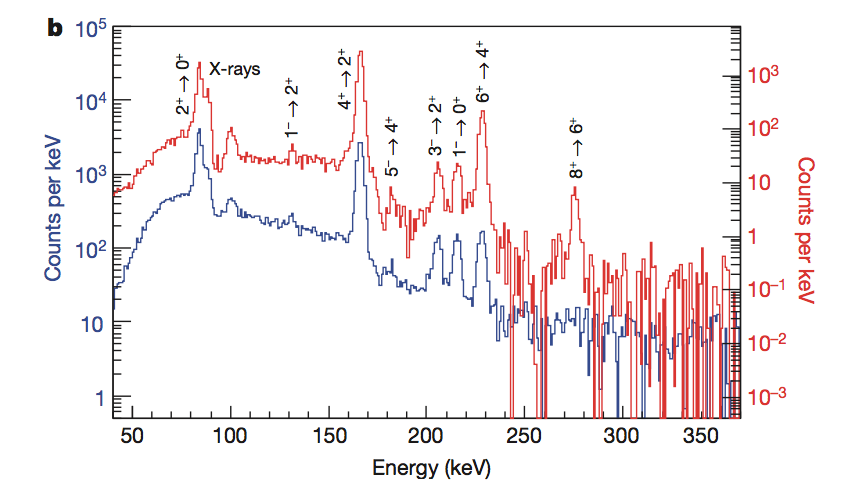 b
10⁵
10⁴
10³
10²
10
1
Counts per keV
2⁺ → 0⁺
X-rays
1⁻ → 2⁺
4⁺ → 2⁺
5⁻ → 4⁺
3⁻ → 2⁺
1⁻ → 0⁺
6⁺ → 4⁺
8⁺ → 6⁺
10³
10²
10
1
10⁻¹
10⁻²
10⁻³
Counts per keV
50 100 150 200 250 300 350
Energy (keV)